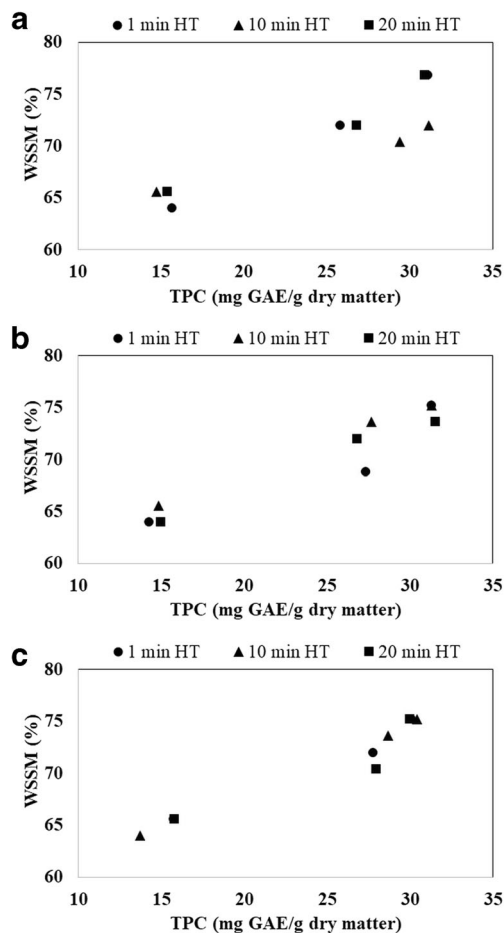 a
● 1 min HT ▲ 10 min HT ■ 20 min HT
80
75
70
65
60
WSSM (%)
10 15 20 25 30 35
TPC (mg GAE/g dry matter)
b
● 1 min HT ▲ 10 min HT ■ 20 min HT
80
75
70
65
60
WSSM (%)
10 15 20 25 30 35
TPC (mg GAE/g dry matter)
c
● 1 min HT ▲ 10 min HT ■ 20 min HT
80
75
70
65
60
WSSM (%)
10 15 20 25 30 35
TPC (mg GAE/g dry matter)